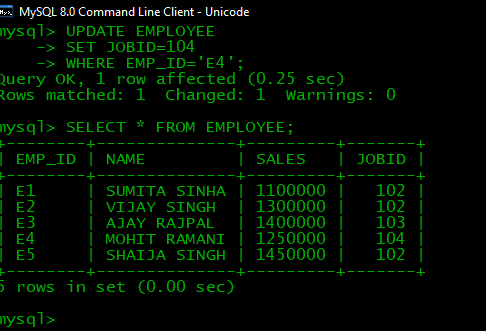 MySQL 8.0 Command Line Client - Unicode
mysql> UPDATE EMPLOYEE
    -> SET JOBID=104
    -> WHERE EMP_ID='E4';
Query OK, 1 row affected (0.25 sec)
Rows matched: 1  Changed: 1  Warnings: 0

mysql> SELECT * FROM EMPLOYEE;
+--------+--------------+---------+-------+
| EMP_ID | NAME         | SALES   | JOBID |
+--------+--------------+---------+-------+
| E1     | SUMITA SINHA | 1100000 |   102 |
| E2     | VIJAY SINGH  | 1300000 |   102 |
| E3     | AJAY RAJPAL  | 1400000 |   103 |
| E4     | MOHIT RAMANI | 1250000 |   104 |
| E5     | SHAIJA SINGH | 1450000 |   102 |
+--------+--------------+---------+-------+
5 rows in set (0.00 sec)

mysql>